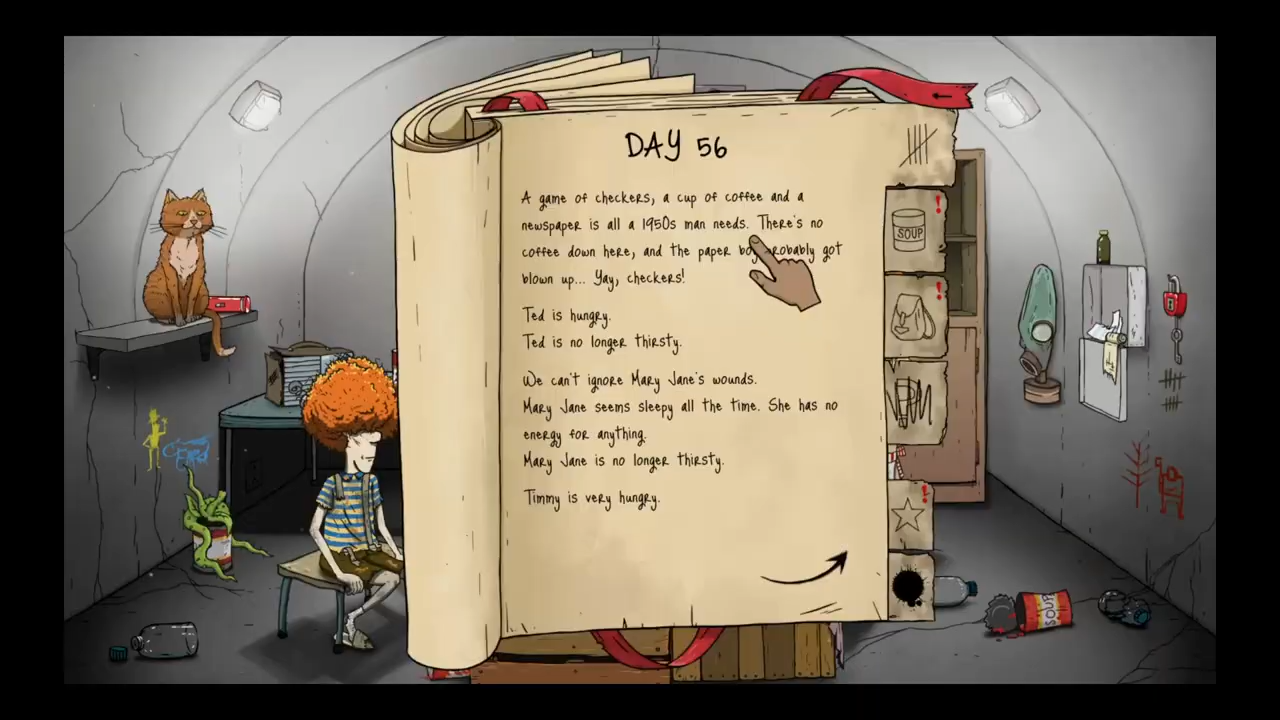 DAY 56
A game of checkers, a cup of coffee and a
newspaper is all a 1950s man needs. There's no
coffee down here, and the paper boy probably got
blown up... Yay, checkers!
Ted is hungry.
Ted is no longer thirsty.
We can't ignore Mary Jane's wounds.
Mary Jane seems sleepy all the time. She has no
energy for anything.
Mary Jane is no longer thirsty.
Timmy is very hungry.
SOUP
!
!
!
SOUP